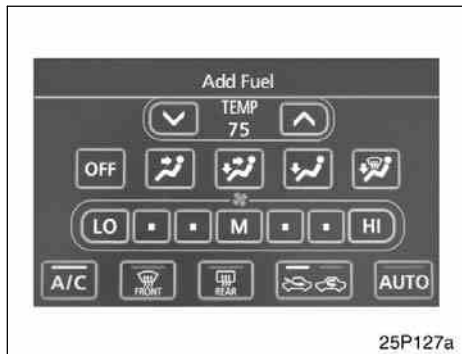 Add Fuel
TEMP
75
OFF
LO M HI
A/C FRONT REAR AUTO
25P127a